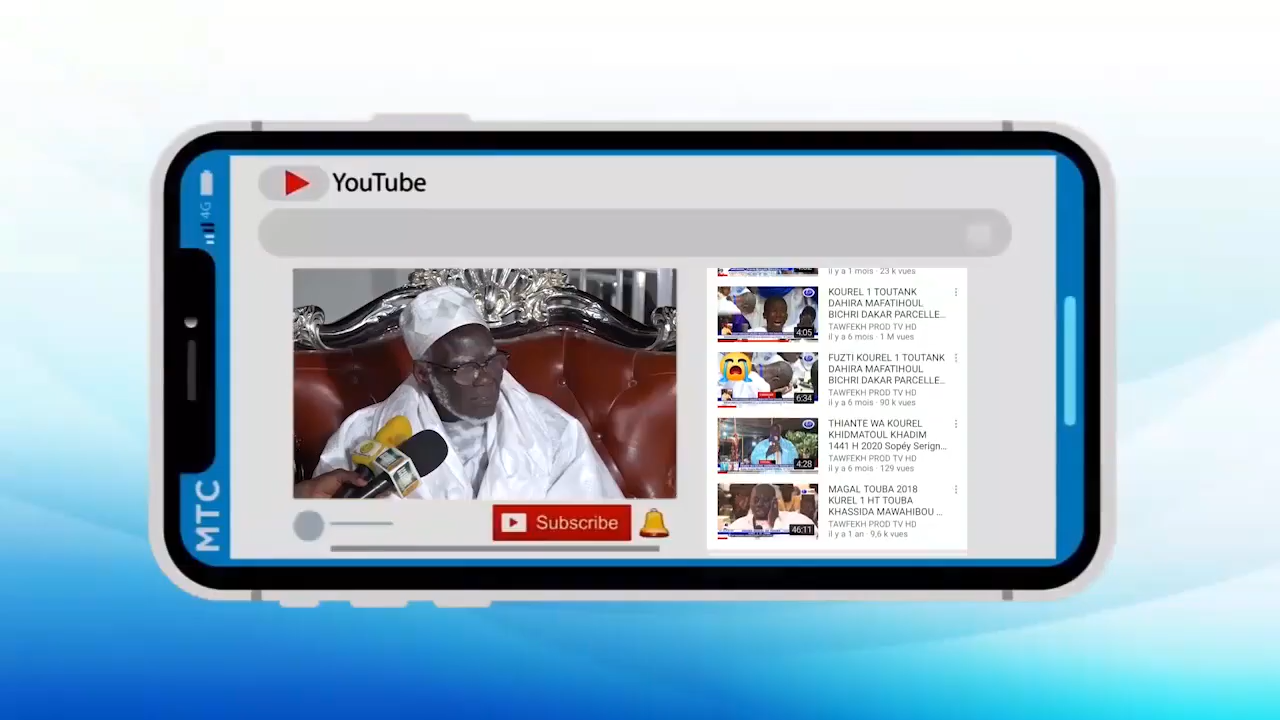 YouTube
4G
MTC
Subscribe
il y a 1 mois · 23 k vues
KOUREL 1 TOUTANK
DAHIRA MAFATIHOUL
BICHRI DAKAR PARCELLE...
TAWFEKH PROD TV HD
il y a 6 mois · 1 M vues
4:05
FUZTI KOUREL 1 TOUTANK
DAHIRA MAFATIHOUL
BICHRI DAKAR PARCELLE...
TAWFEKH PROD TV HD
il y a 6 mois · 90 k vues
6:34
THIANTE WA KOUREL
KHIDMATOUL KHADIM
1441 H 2020 Sopéy Serign...
TAWFEKH PROD TV HD
il y a 6 mois · 129 vues
4:28
MAGAL TOUBA 2018
KUREL 1 HT TOUBA
KHASSIDA MAWAHIBOU ...
TAWFEKH PROD TV HD
il y a 1 an · 9,6 k vues
46:11